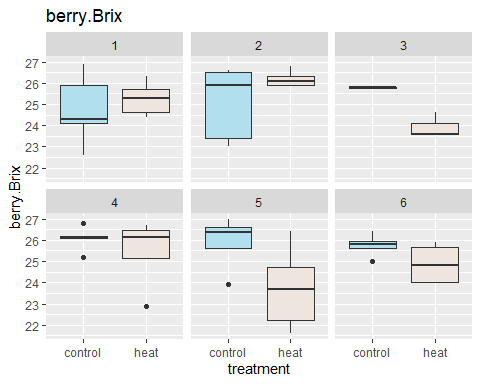 berry.Brix
1 2 3
27
26
25
24
23
22
berry.Brix
4 5 6
27
26
25
24
23
22
control heat control heat control heat
treatment